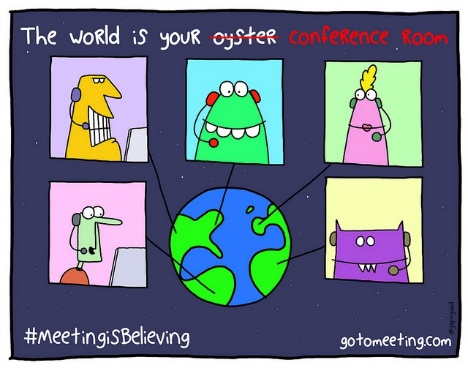 The world is your oyster conference Room
#MeetingisBelieving
gotomeeting.com